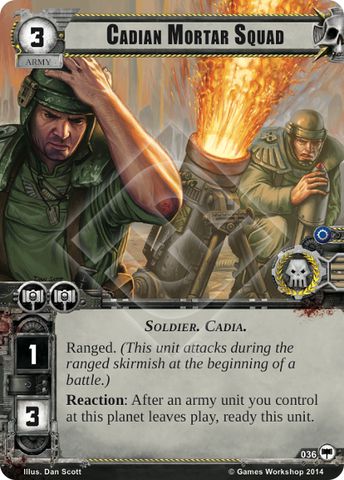 3
CADIAN MORTAR SQUAD
ARMY
SOLDIER. CADIA.
1
Ranged. (This unit attacks during the
ranged skirmish at the beginning of a
battle.)
3
Reaction: After an army unit you control
at this planet leaves play, ready this unit.
036
Illus. Dan Scott
© Games Workshop 2014